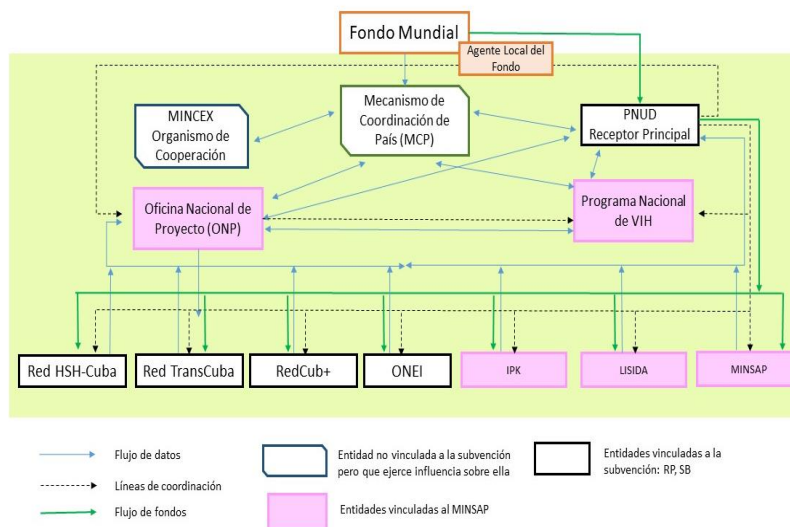 Fondo Mundial
Agente Local del
Fondo
MINCEX
Organismo de
Cooperación
Mecanismo de
Coordinación de
País (MCP)
PNUD
Receptor Principal
Oficina Nacional de
Proyecto (ONP)
Programa Nacional
de VIH
Red HSH-Cuba
Red TransCuba
RedCub+
ONEI
IPK
LISIDA
MINSAP
Flujo de datos
Líneas de coordinación
Flujo de fondos
Entidad no vinculada a la subvención
pero que ejerce influencia sobre ella
Entidades vinculadas al MINSAP
Entidades vinculadas a la
subvención: RP, SB